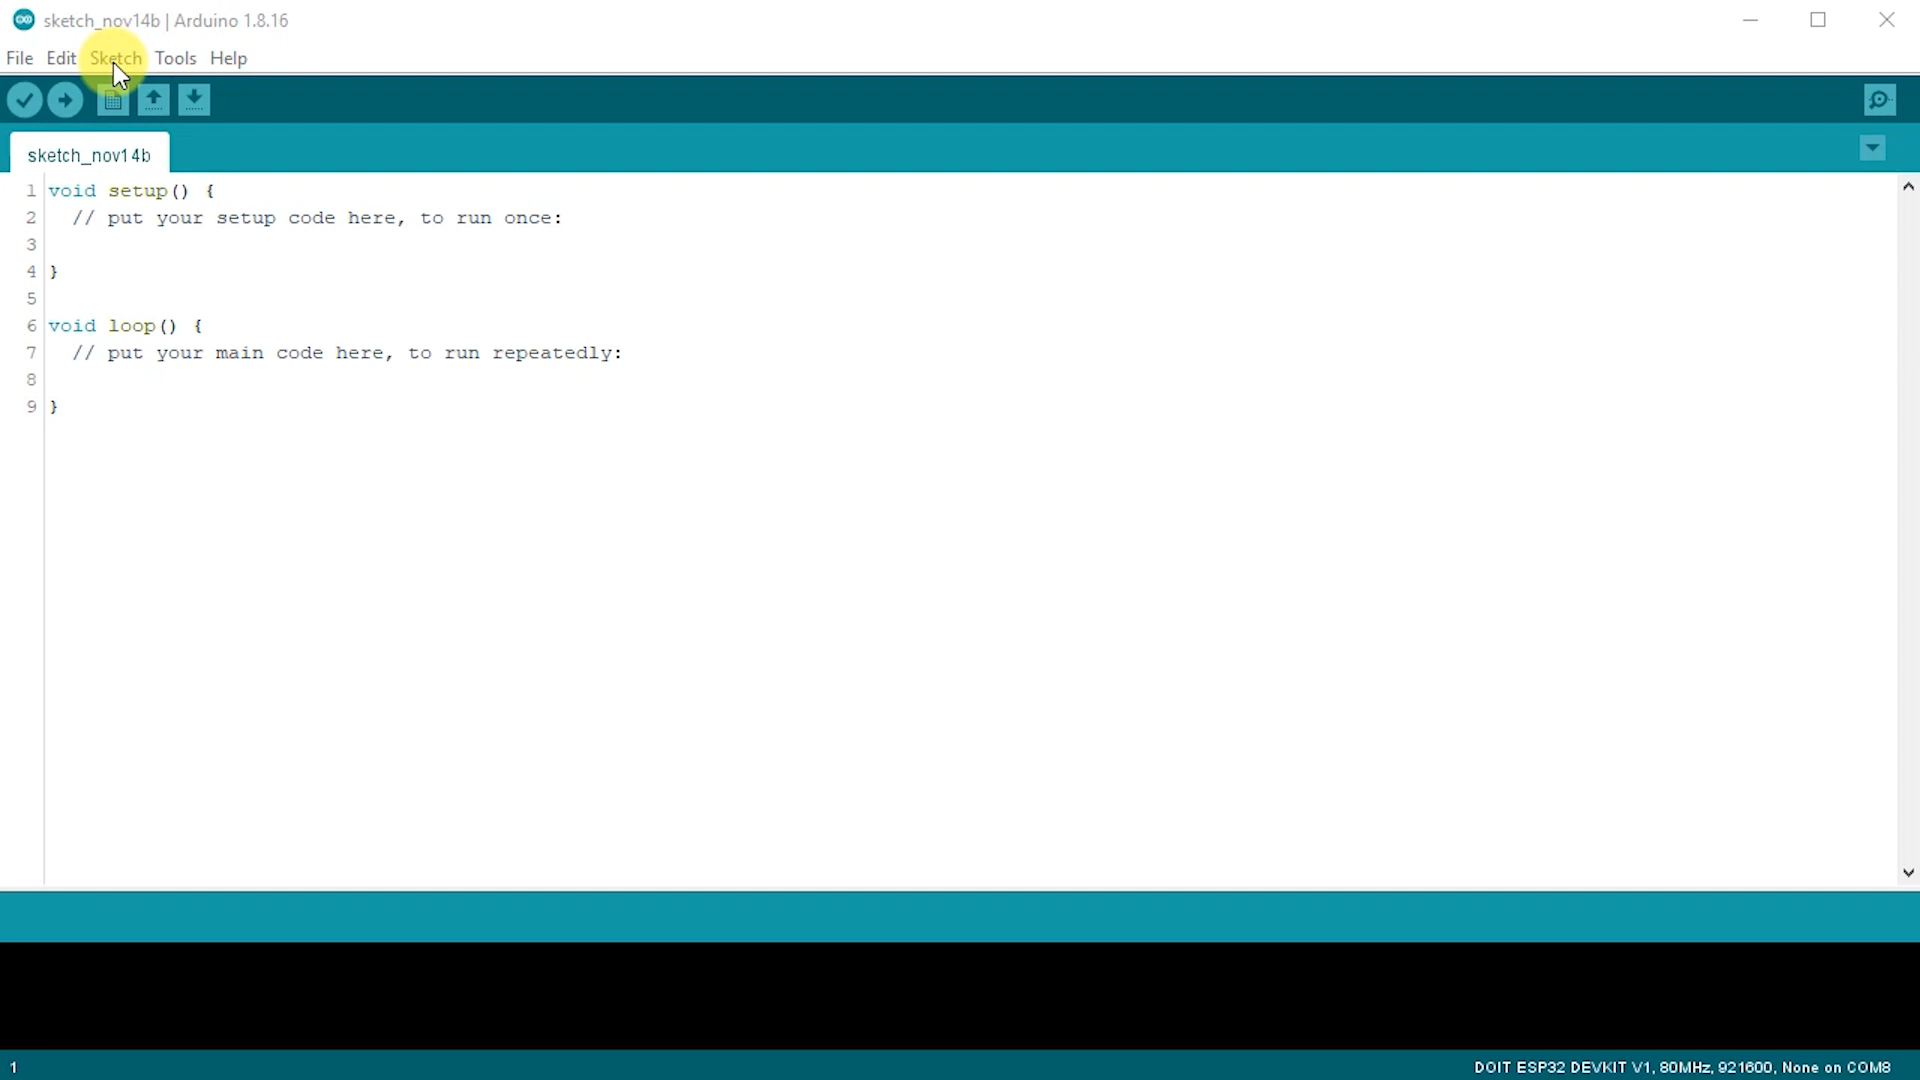 sketch_nov14b | Arduino 1.8.16
File Edit Sketch Tools Help
sketch_nov14b
1 void setup() {
2   // put your setup code here, to run once:
3
4 }
5
6 void loop() {
7   // put your main code here, to run repeatedly:
8
9 }
1 DOIT ESP32 DEVKIT V1, 80MHz, 921600, None on COM8